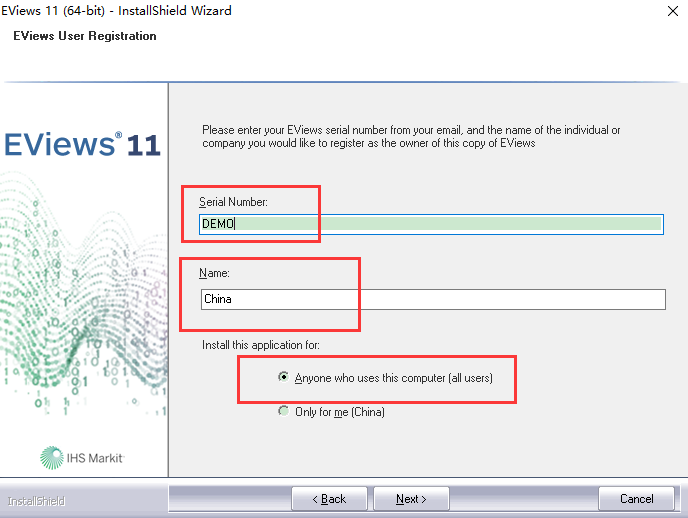 EViews 11 (64-bit) - InstallShield Wizard
EViews User Registration
EViews® 11
Please enter your EViews serial number from your email, and the name of the individual or
company you would like to register as the owner of this copy of EViews
Serial Number:
DEMO
Name:
China
Install this application for:
Anyone who uses this computer (all users)
Only for me (China)
IHS Markit
InstallShield
< Back
Next >
Cancel